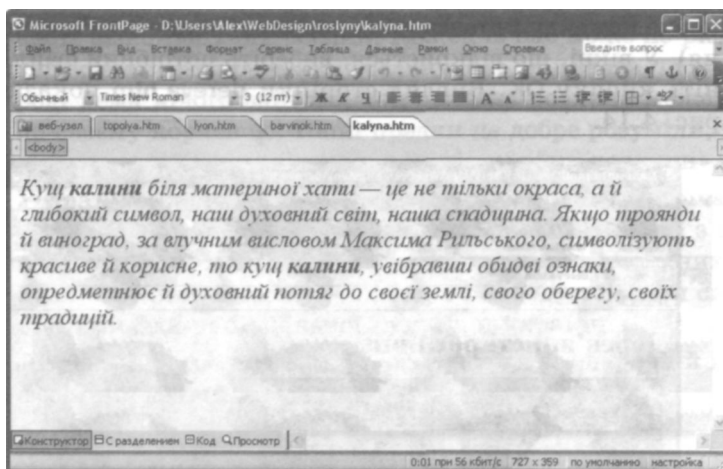 Microsoft FrontPage - D:\Users\Alex\WebDesign\roslyny\kalyna.htm
Файл Правка Вид Вставка Формат Сервис Таблица Данные Рамки Окно Справка Введите вопрос
Обычный Times New Roman 3 (12 пт) Ж К Ч
веб-узел topolya.htm lyon.htm barvinok.htm kalyna.htm
<body>
Кущ калини біля материної хати — це не тільки окраса, а й
глибокий символ, наш духовний світ, наша спадщина. Якщо троянди
й виноград, за влучним висловом Максима Рильського, символізують
красиве й корисне, то кущ калини, увібравши обидві ознаки,
опредметнює й духовний потяг до своєї землі, свого оберегу, своїх
традицій.
Конструктор С разделением Код Просмотр
0:01 при 56 кбит/с 727 x 359 по умолчанию настройка